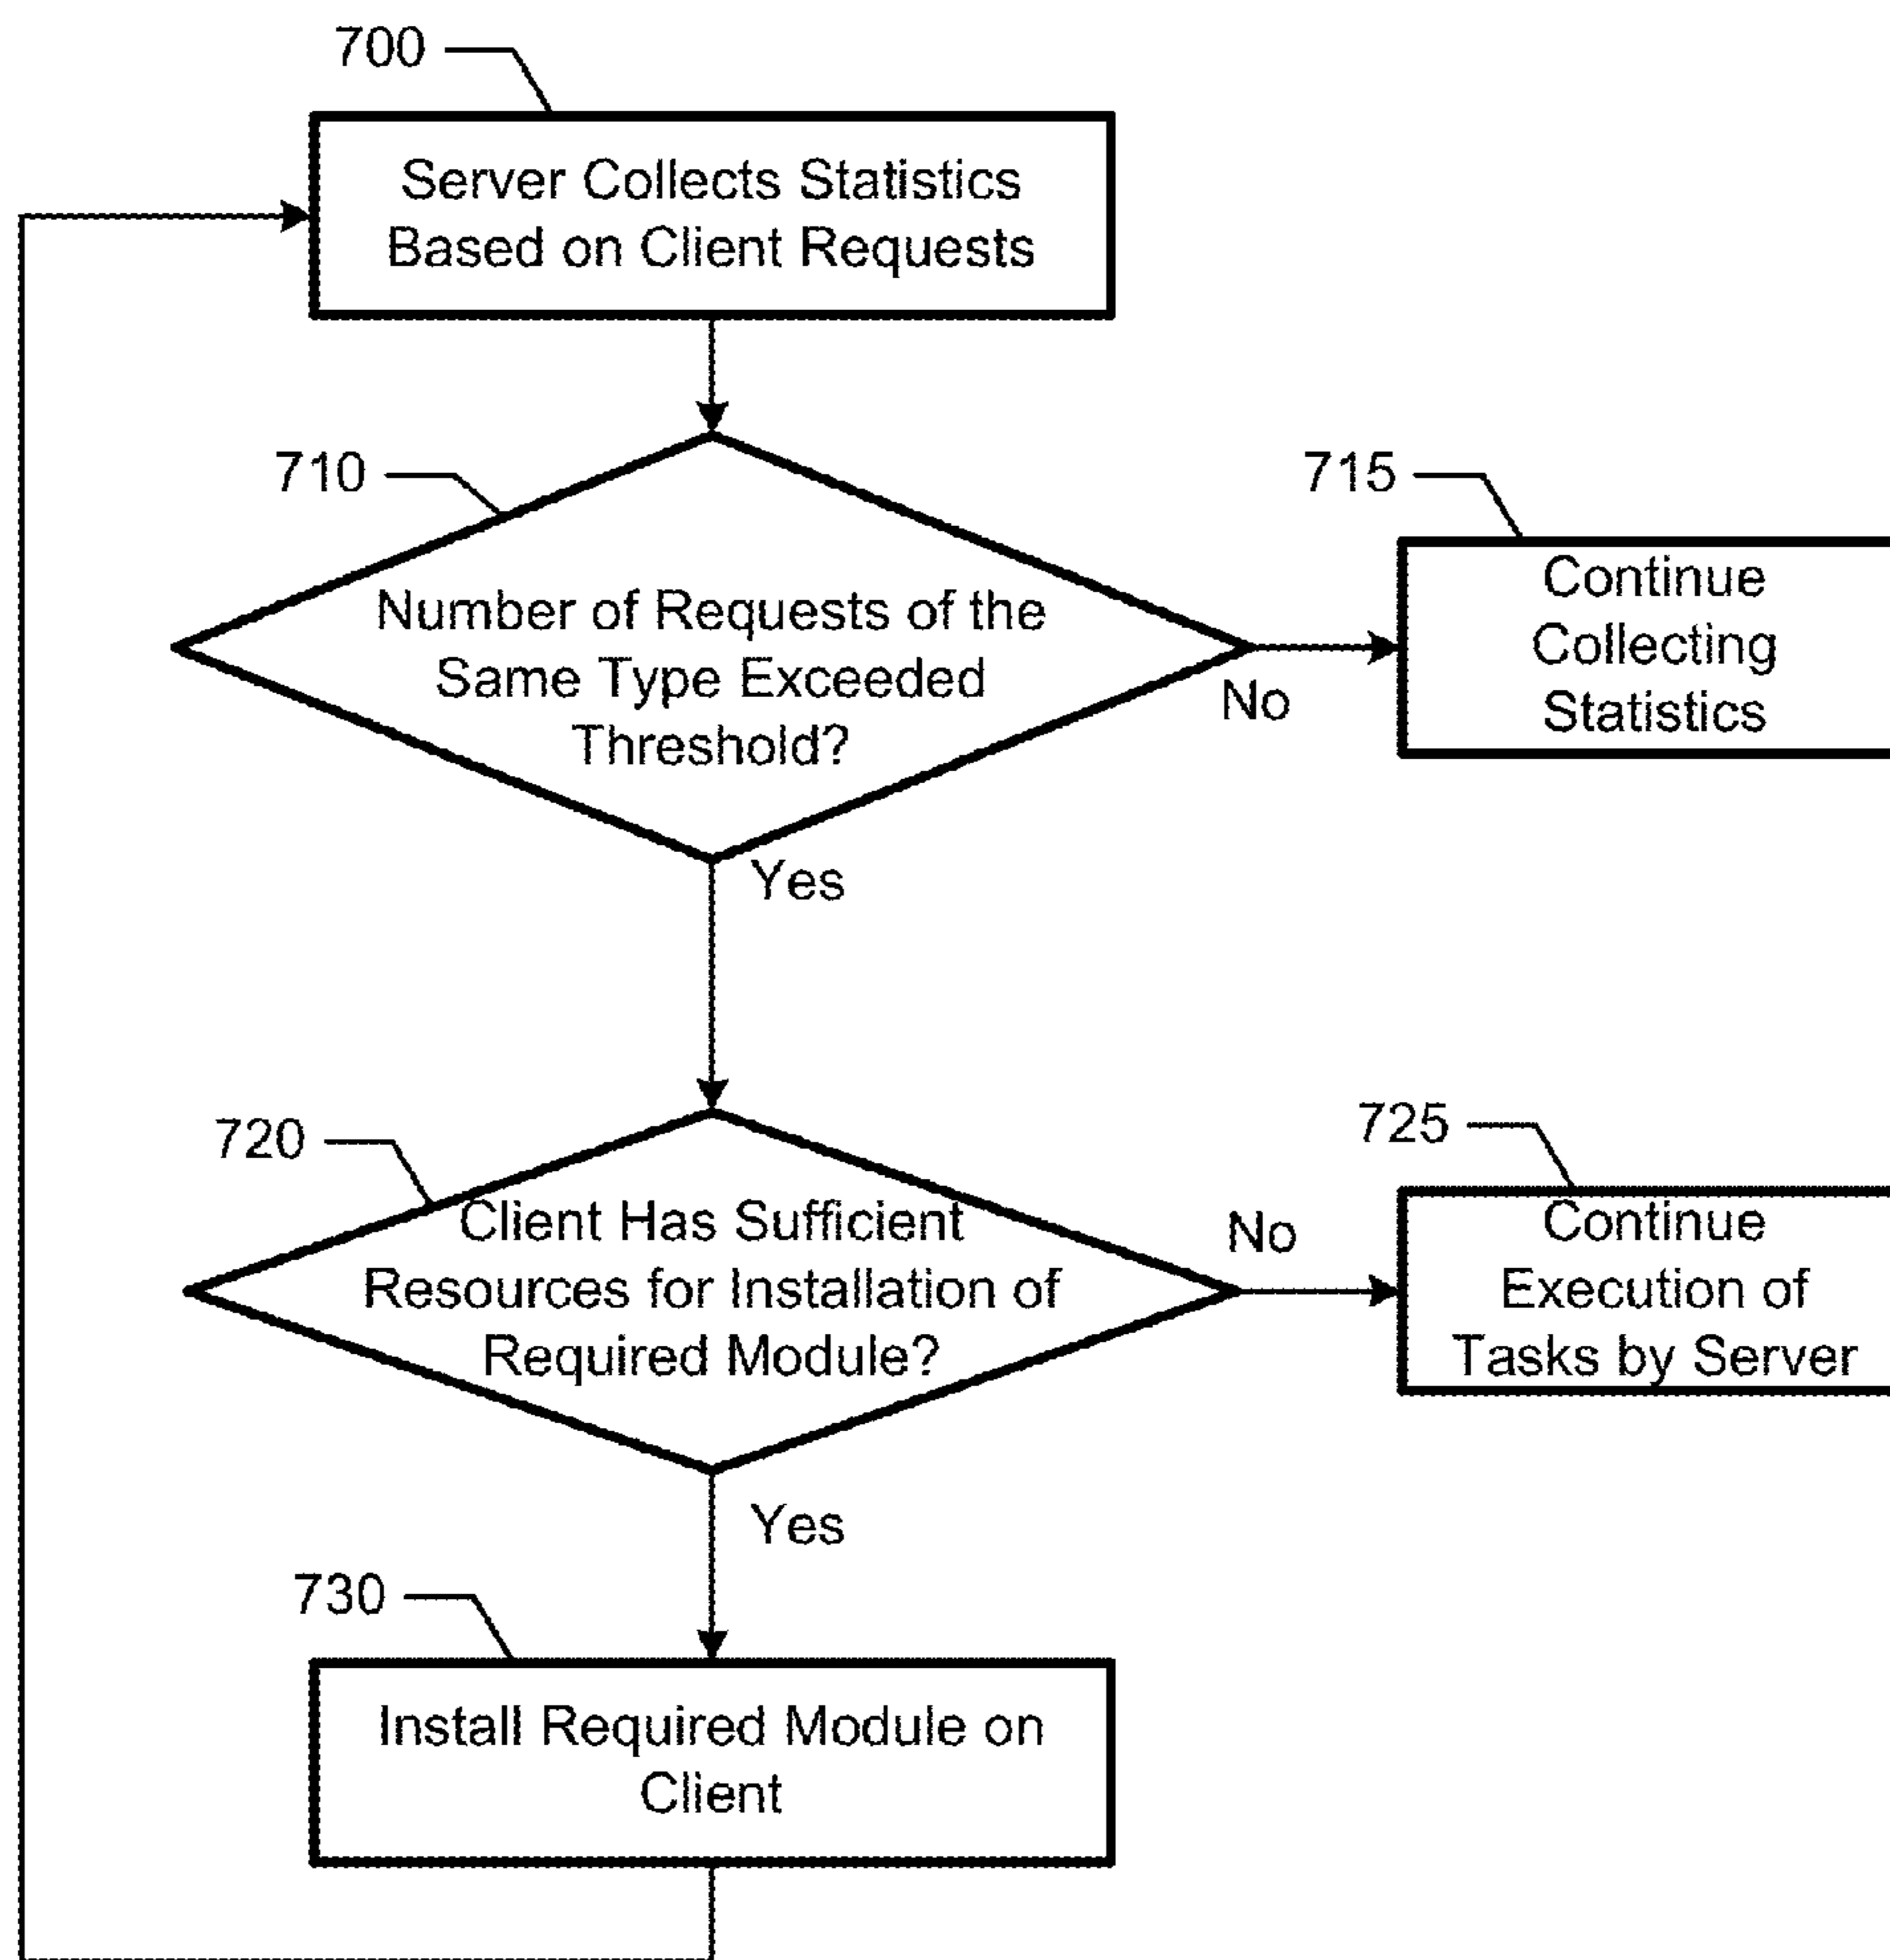 700
Server Collects Statistics
Based on Client Requests
710
Number of Requests of the
Same Type Exceeded
Threshold?
No
715
Continue
Collecting
Statistics
Yes
720
Client Has Sufficient
Resources for Installation of
Required Module?
No
725
Continue
Execution of
Tasks by Server
Yes
730
Install Required Module on
Client